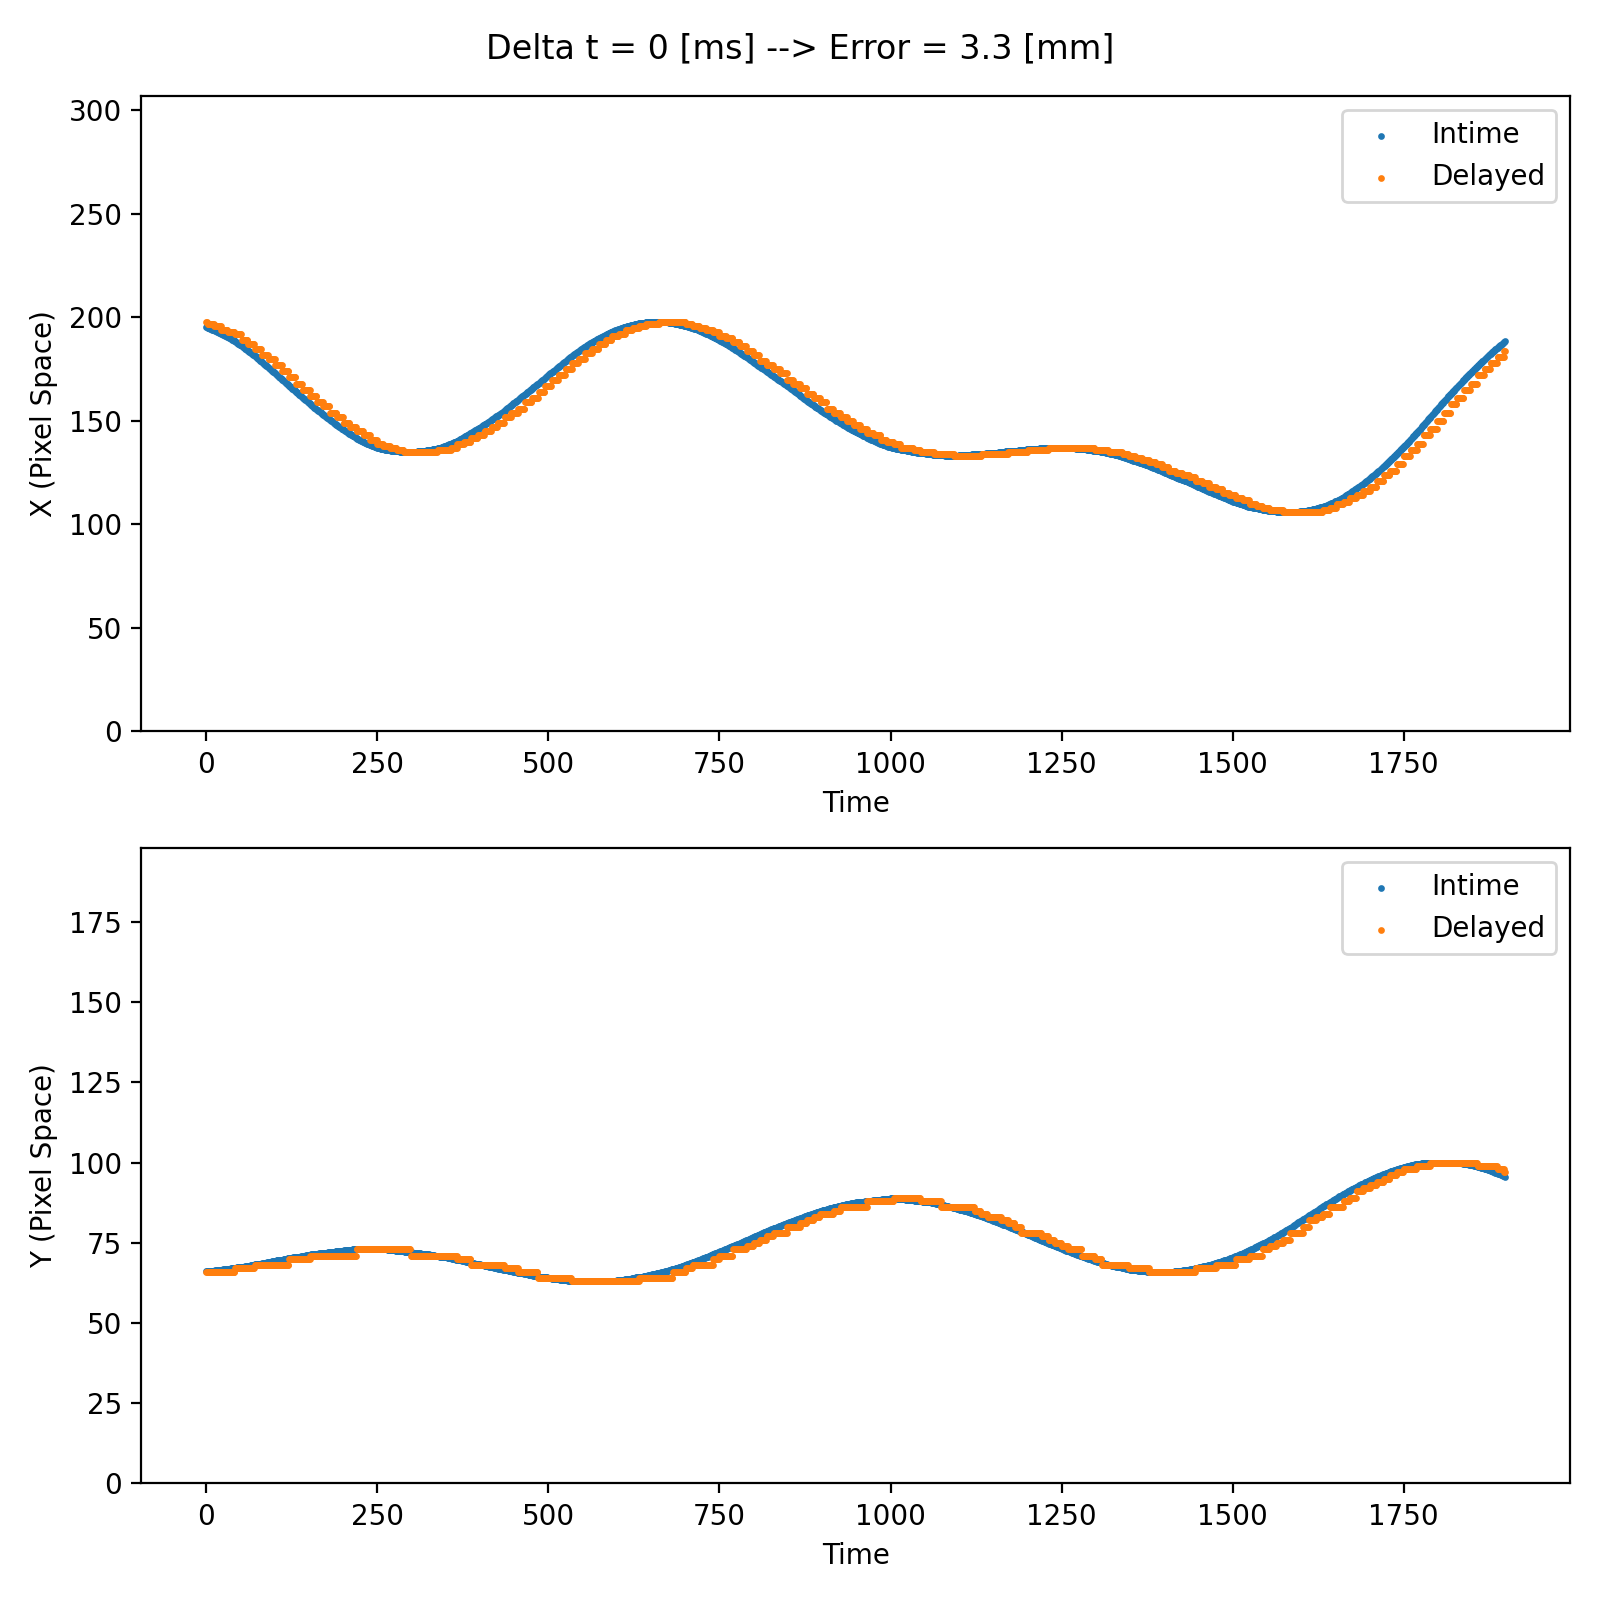 Delta t = 0 [ms] --> Error = 3.3 [mm]
300
250
200
150
100
50
0
X (Pixel Space)
Intime
Delayed
0 250 500 750 1000 1250 1500 1750
Time
175
150
125
100
75
50
25
0
Y (Pixel Space)
Intime
Delayed
0 250 500 750 1000 1250 1500 1750
Time